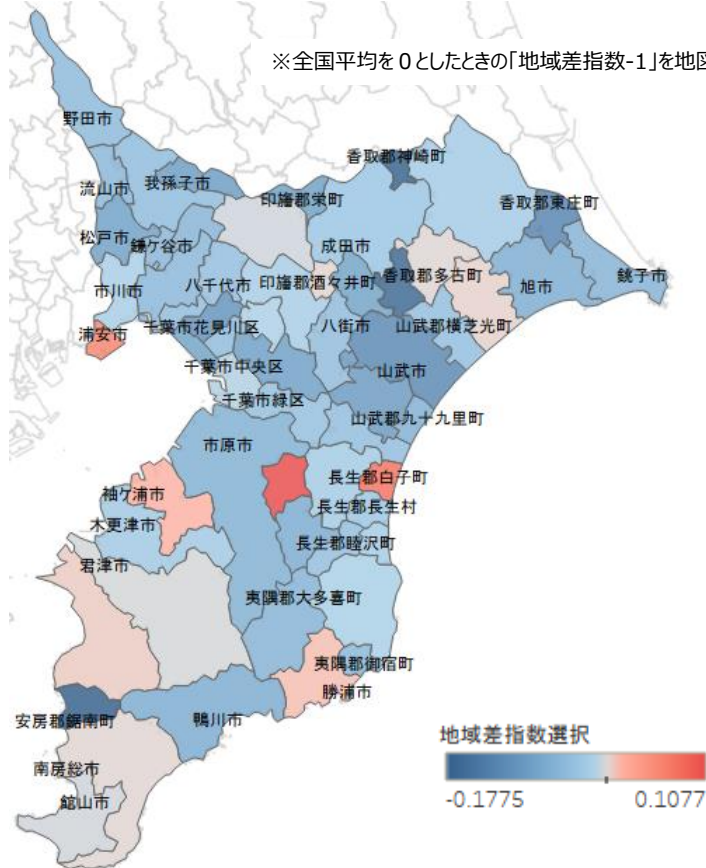 ※全国平均を０としたときの「地域差指数-1」を地図
野田市
香取郡神崎町
流山市
我孫子市
印旛郡栄町
香取郡東庄町
松戸市
鎌ケ谷市
成田市
市川市
八千代市
印旛郡酒々井町
香取郡多古町
旭市
銚子市
浦安市
千葉市花見川区
八街市
山武郡横芝光町
千葉市中央区
山武市
千葉市緑区
山武郡九十九里町
市原市
長生郡白子町
袖ケ浦市
長生郡長生村
木更津市
長生郡睦沢町
君津市
夷隅郡大多喜町
夷隅郡御宿町
勝浦市
安房郡鋸南町
鴨川市
南房総市
館山市
地域差指数選択
-0.1775
0.1077